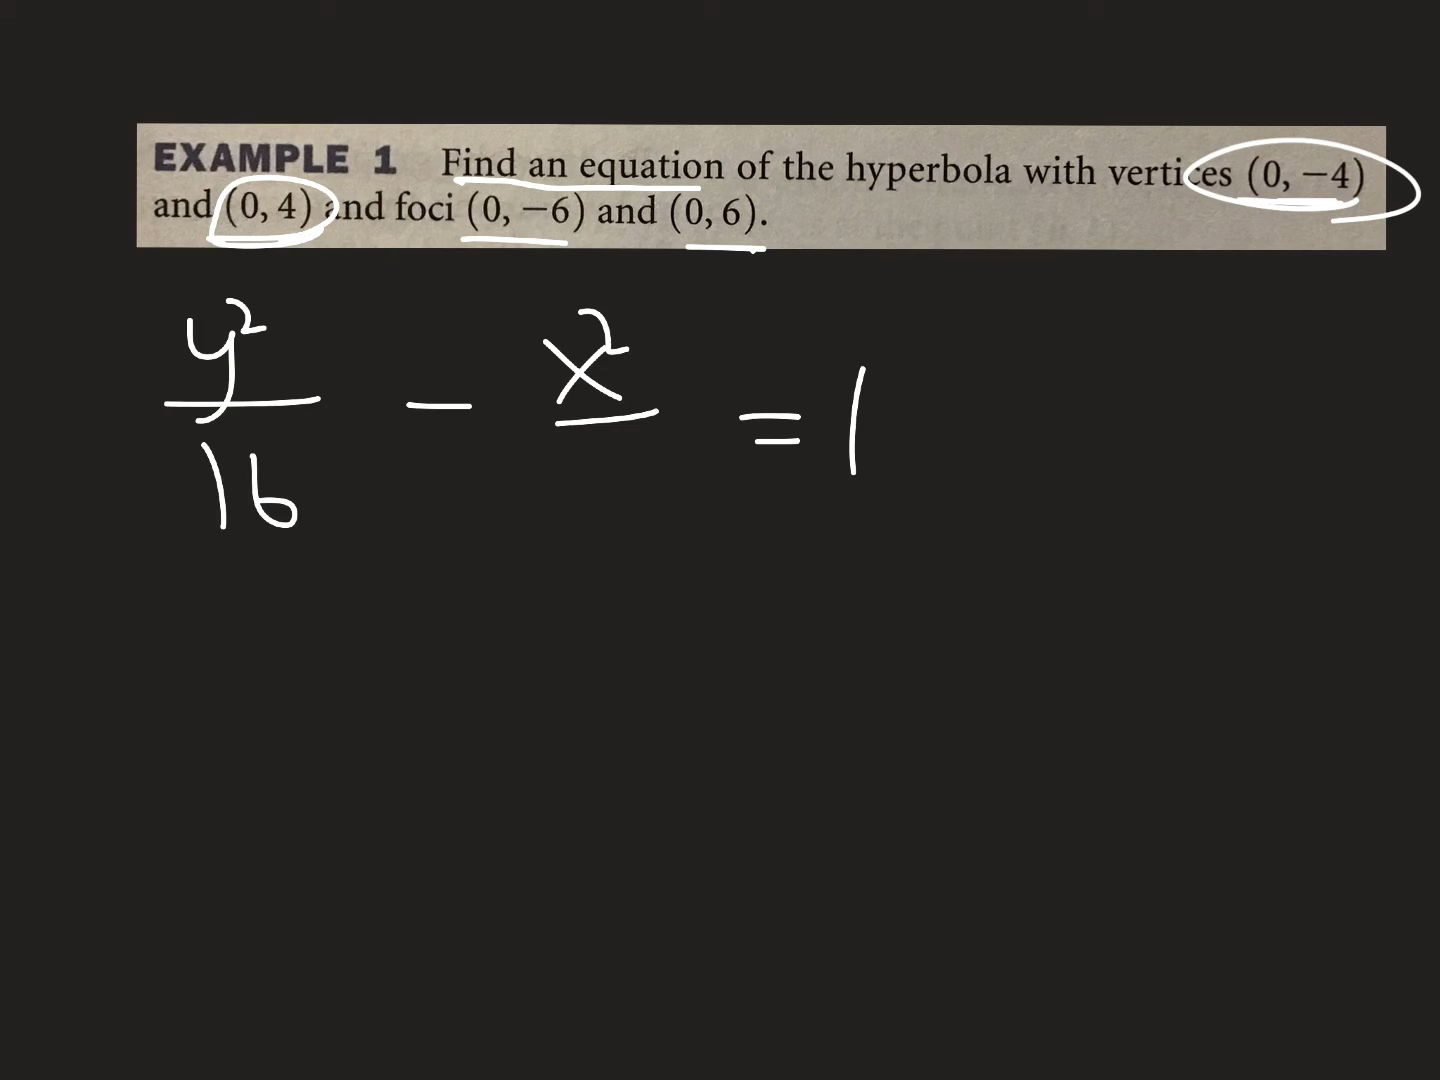 EXAMPLE 1 Find an equation of the hyperbola with vertices (0, −4)
and (0, 4) and foci (0, −6) and (0, 6).
y² − x² = 1
16